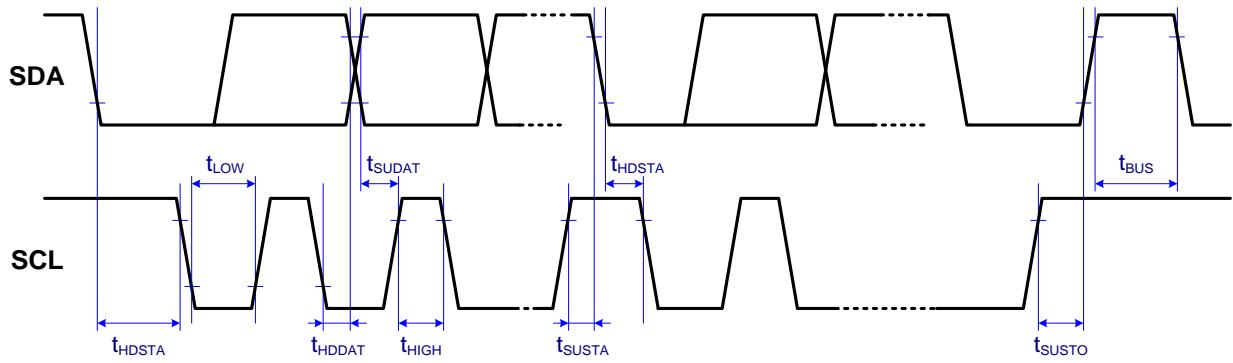 SDA
tLOW
tSUDAT
tHDSTA
tBUS
SCL
tHDSTA
tHDDAT
tHIGH
tSUSTA
tSUSTO